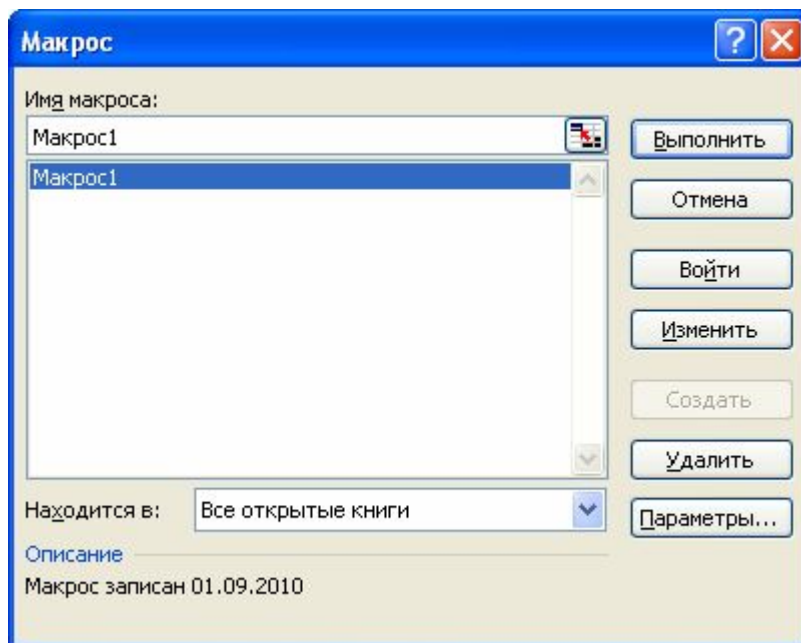 Макрос
Имя макроса:
Макрос1
Макрос1
Выполнить
Отмена
Войти
Изменить
Создать
Удалить
Параметры...
Находится в:
Все открытые книги
Описание
Макрос записан 01.09.2010